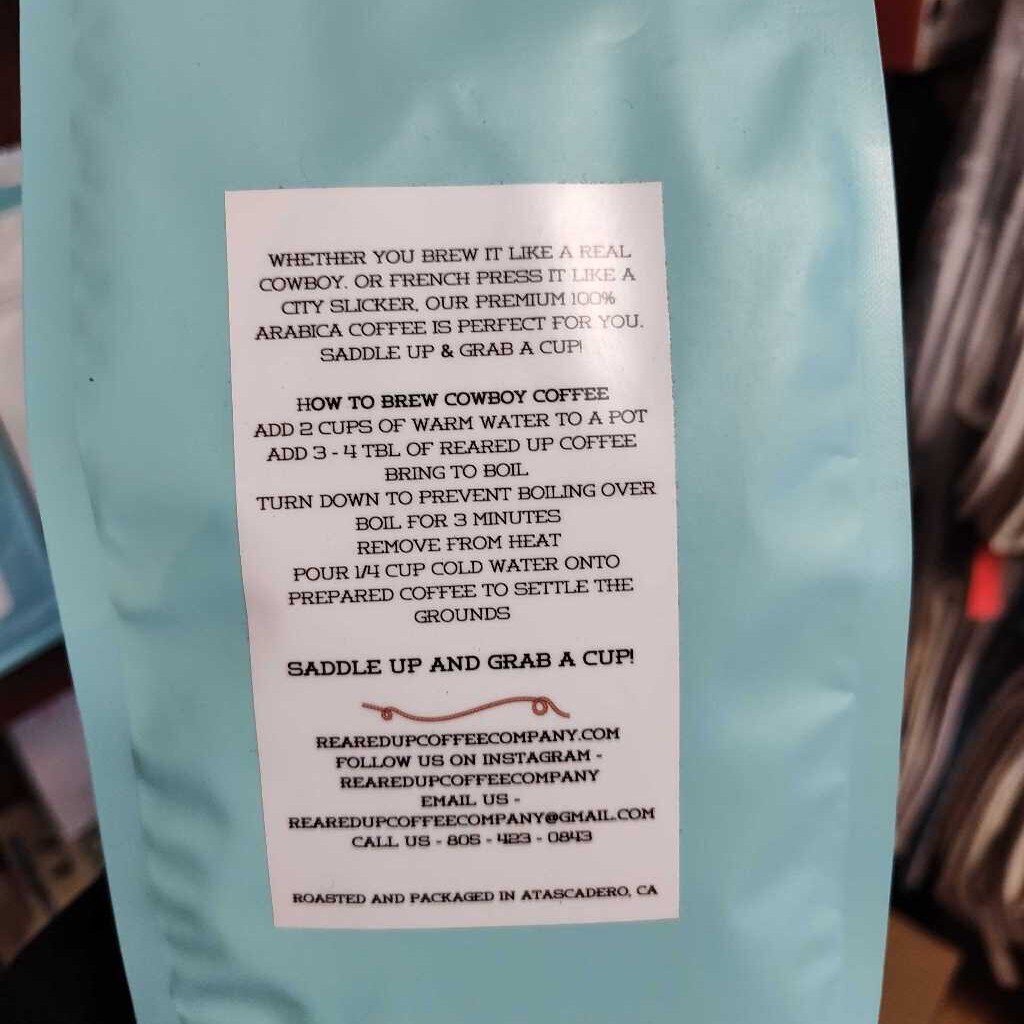 WHETHER YOU BREW IT LIKE A REAL
COWBOY. OR FRENCH PRESS IT LIKE A
CITY SLICKER, OUR PREMIUM 100%
ARABICA COFFEE IS PERFECT FOR YOU.
SADDLE UP & GRAB A CUP!
HOW TO BREW COWBOY COFFEE
ADD 2 CUPS OF WARM WATER TO A POT
ADD 3 - 4 TBL OF REARED UP COFFEE
BRING TO BOIL
TURN DOWN TO PREVENT BOILING OVER
BOIL FOR 3 MINUTES
REMOVE FROM HEAT
POUR 1/4 CUP COLD WATER ONTO
PREPARED COFFEE TO SETTLE THE
GROUNDS
SADDLE UP AND GRAB A CUP!
REAREDUPCOFFEECOMPANY.COM
FOLLOW US ON INSTAGRAM -
REAREDUPCOFFEECOMPANY
EMAIL US -
REAREDUPCOFFEECOMPANY@GMAIL.COM
CALL US - 805 - 423 - 0843
ROASTED AND PACKAGED IN ATASCADERO, CA